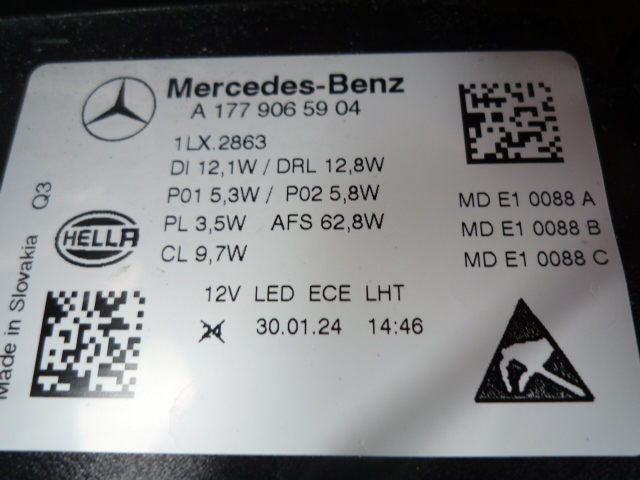 Mercedes-Benz
A 177 906 59 04
1LX.2863
DI 12,1W / DRL 12,8W
P01 5,3W / P02 5,8W
PL 3,5W AFS 62,8W
CL 9,7W
MD E1 0088 A
MD E1 0088 B
MD E1 0088 C
12V LED ECE LHT
24 30.01.24 14:46
HELLA
Made in Slovakia Q3